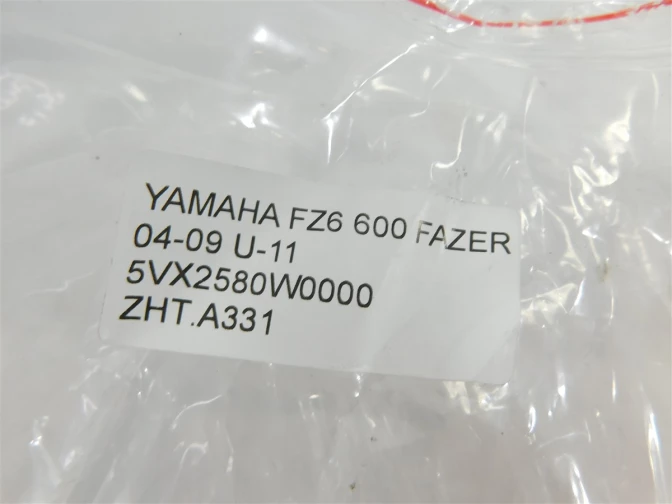 YAMAHA FZ6 600 FAZER
04-09 U-11
5VX2580W0000
ZHT.A331